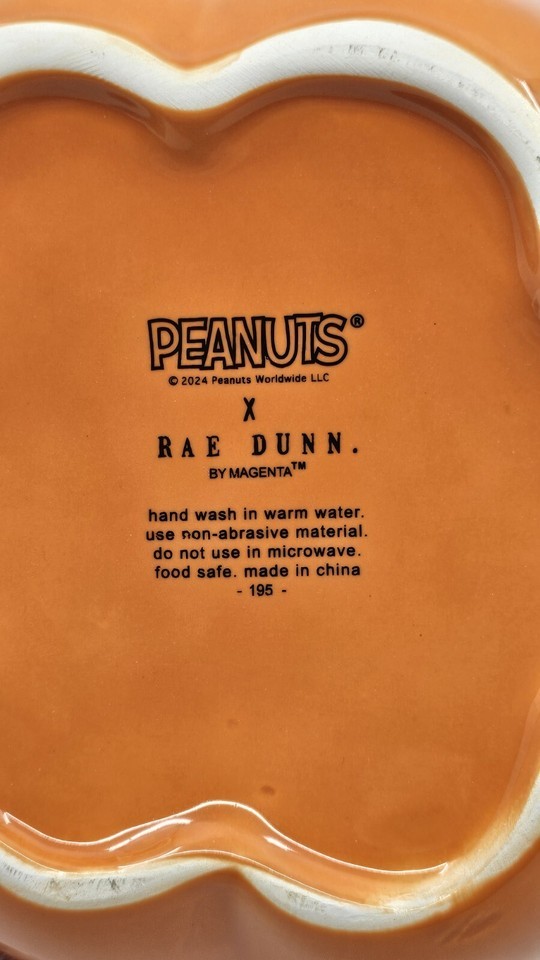 PEANUTS®
© 2024 Peanuts Worldwide LLC
X
RAE DUNN.
BY MAGENTA™
hand wash in warm water.
use non-abrasive material.
do not use in microwave.
food safe. made in china
- 195 -